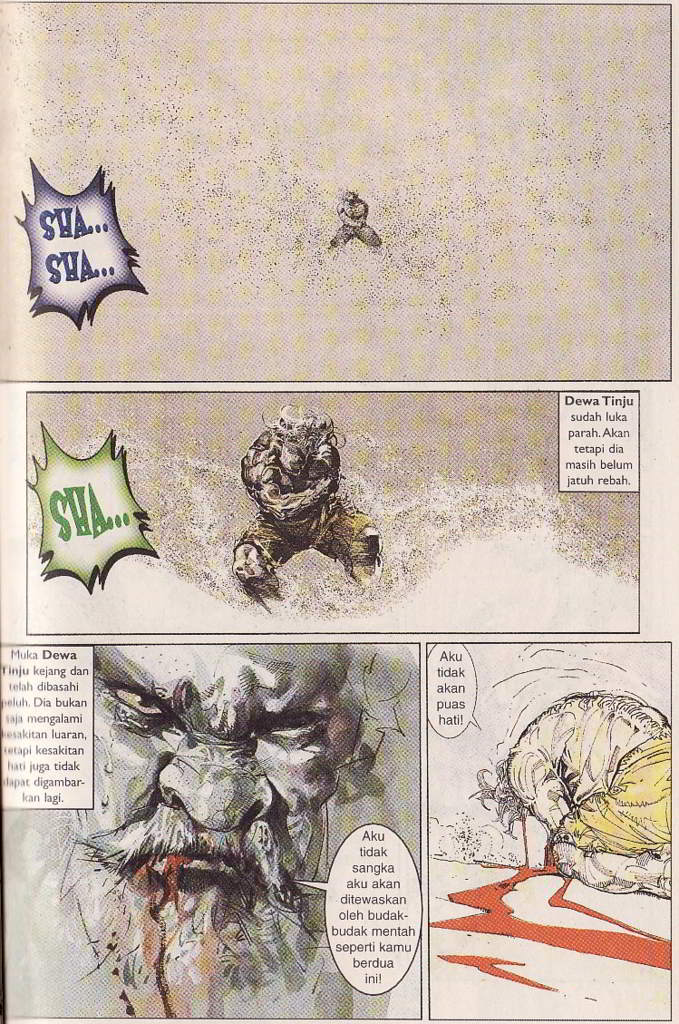 SHA...
SHA...
SHA...
Dewa Tinju
sudah luka
parah. Akan
tetapi dia
masih belum
jatuh rebah.
Muka Dewa
Tinju kejang dan
telah dibasahi
peluh. Dia bukan
saja mengalami
kesakitan luaran,
tetapi kesakitan
hati juga tidak
dapat digambar-
kan lagi.
Aku
tidak
sangka
aku akan
ditewaskan
oleh budak-
budak mentah
seperti kamu
berdua
ini!
Aku
tidak
akan
puas
hati!